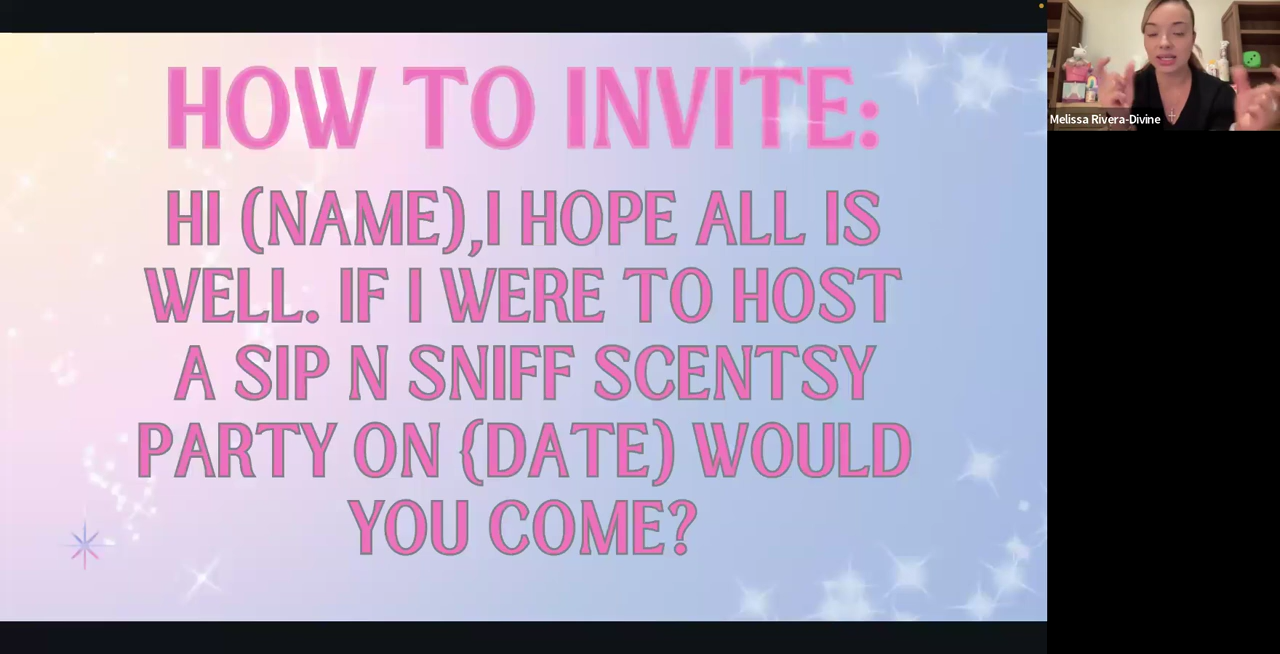 HOW TO INVITE:
HI (NAME),I HOPE ALL IS
WELL. IF I WERE TO HOST
A SIP N SNIFF SCENTSY
PARTY ON {DATE) WOULD
YOU COME?
Melissa Rivera-Divine